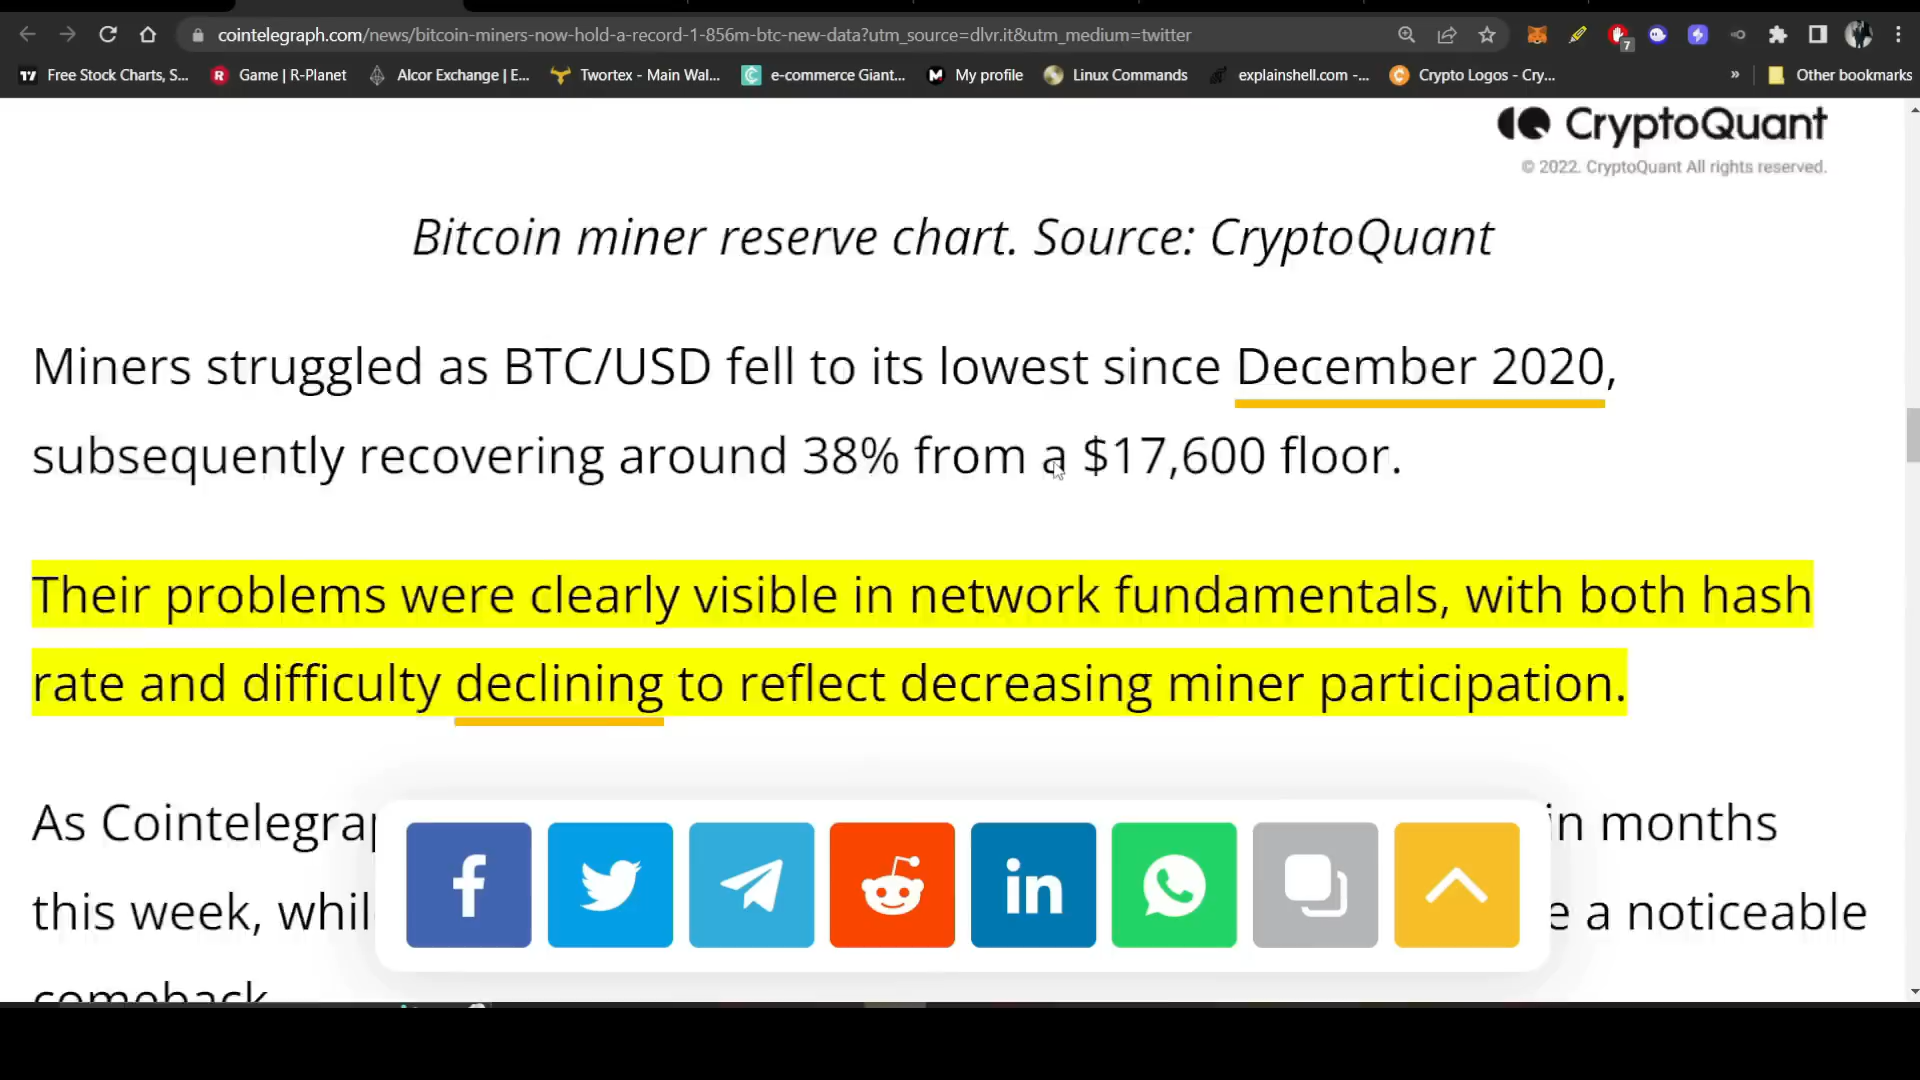 cointelegraph.com/news/bitcoin-miners-now-hold-a-record-1-856m-btc-new-data?utm_source=dlvr.it&utm_medium=twitter
7
Free Stock Charts, S... Game | R-Planet Alcor Exchange | E... Twortex - Main Wal... e-commerce Giant... My profile Linux Commands explainshell.com -... Crypto Logos - Cry... » Other bookmarks
CryptoQuant
© 2022. CryptoQuant All rights reserved.
Bitcoin miner reserve chart. Source: CryptoQuant
Miners struggled as BTC/USD fell to its lowest since December 2020,
subsequently recovering around 38% from a $17,600 floor.
Their problems were clearly visible in network fundamentals, with both hash
rate and difficulty declining to reflect decreasing miner participation.
As in months
this week, a noticeable
comeback